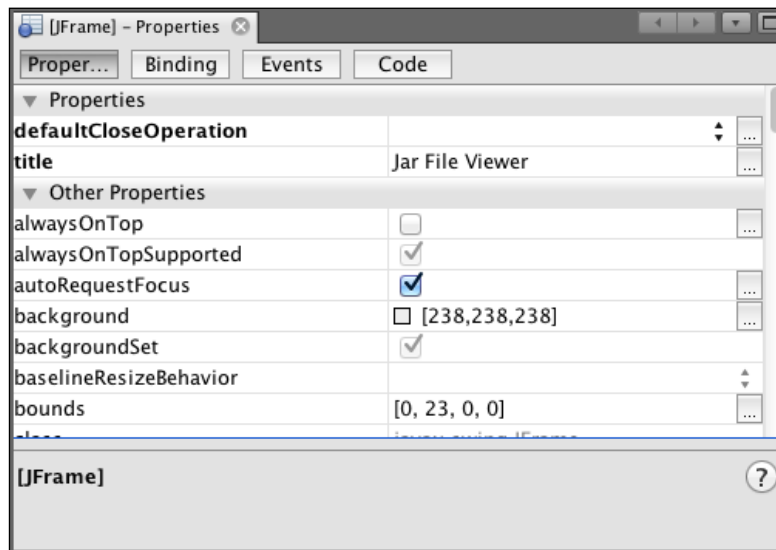 [JFrame] - Properties
Proper... Binding Events Code
Properties
defaultCloseOperation ...
title Jar File Viewer ...
Other Properties
alwaysOnTop ...
alwaysOnTopSupported
autoRequestFocus ...
background [238,238,238] ...
backgroundSet
baselineResizeBehavior
bounds [0, 23, 0, 0] ...
[JFrame] ?